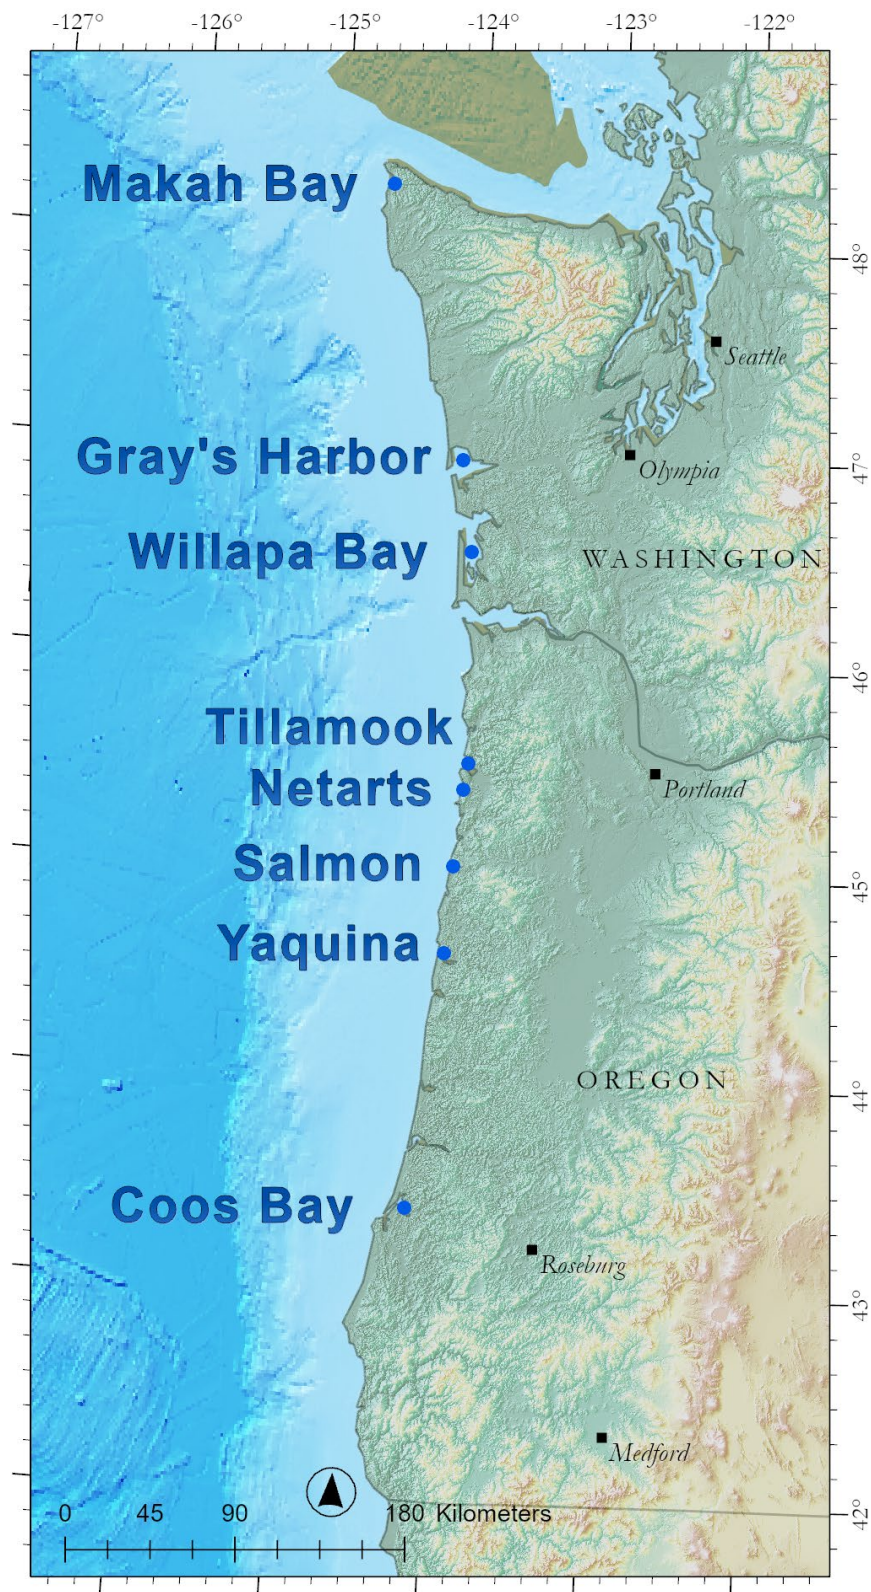 -127° -126° -125° -124° -123° -122°
Makah Bay
48°
Seattle
Gray's Harbor
47°
Olympia
Willapa Bay
WASHINGTON
46°
Tillamook
Netarts
Portland
Salmon
45°
Yaquina
OREGON
44°
Coos Bay
Roseburg
43°
Medford
0 45 90 180 Kilometers
42°